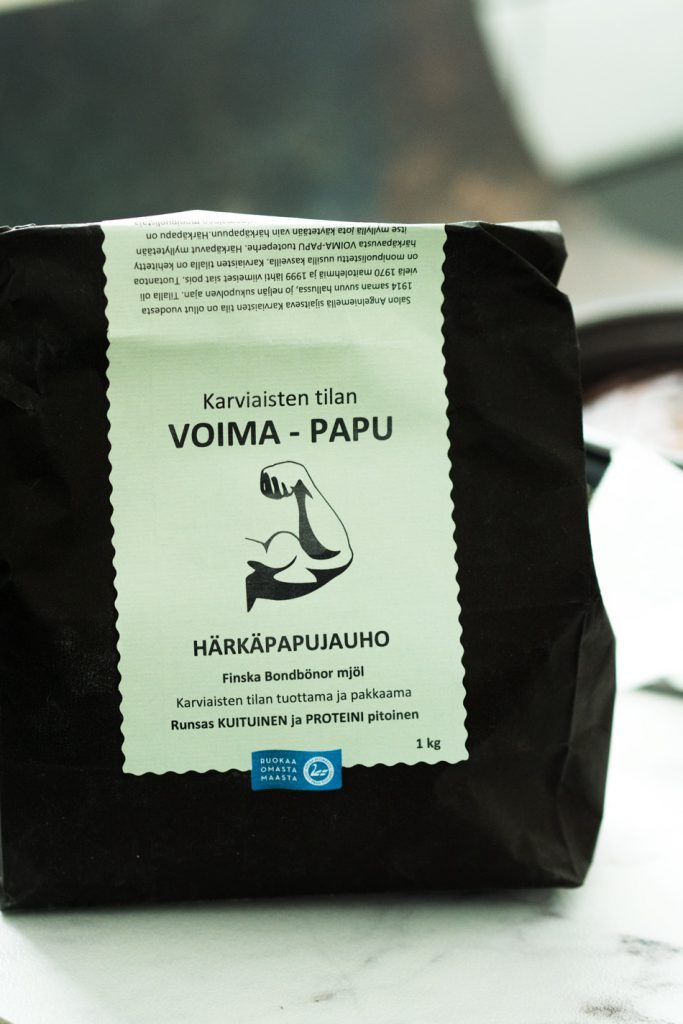 Salon Angelniemellä sijaitseva Karviaisten tila on ollut vuodesta
1914 saman suvun hallussa, jo neljän sukupolven ajan. Tilalla oli
vielä 1970 maitolehmiä ja 1999 lähti viimeiset siat pois. Tuotantoa
on monipuolistettu uusilla kasveilla. Karviaisten tilalla on kehitetty
härkäpavusta VOIMA-PAPU tuoteperhe. Härkäpavut myllytetään
itse myllyllä jota käytetään vain härkäpapuun. Härkäpapu on
Karviaisten tilan
VOIMA - PAPU
HÄRKÄPAPUJAUHO
Finska Bondbönor mjöl
Karviaisten tilan tuottama ja pakkaama
Runsas KUITUINEN ja PROTEINI pitoinen
1 kg
RUOKAA
OMASTA
MAASTA